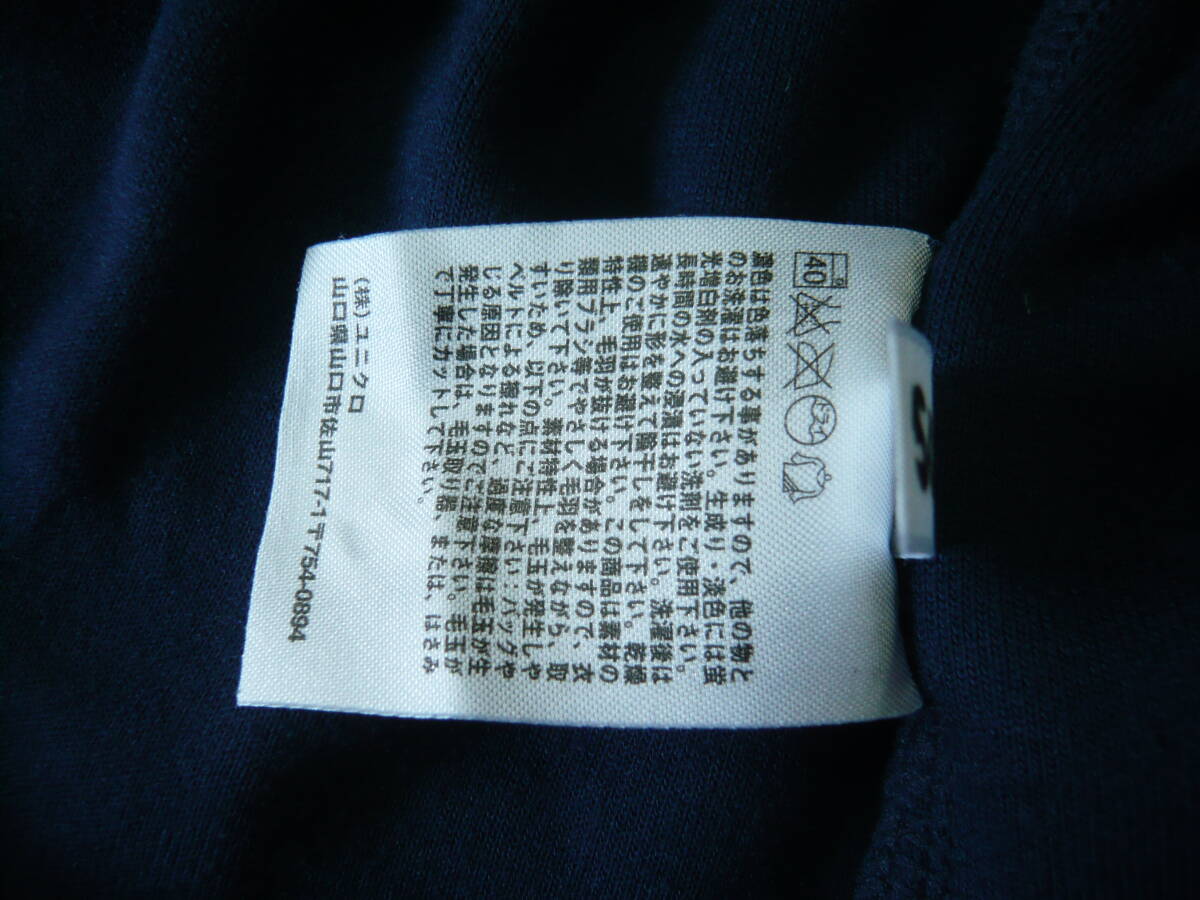 40
ドライ
濃色は色落ちする事がありますので、他の物と
のお洗濯はお避け下さい。生成り・淡色には蛍
光増白剤の入っていない洗剤をご使用下さい。
長時間の水への浸漬はお避け下さい。洗濯後は
速やかに形を整えて陰干しをして下さい。乾燥
機のご使用はお避け下さい。この商品は素材の
特性上、毛羽が抜ける場合がありますので、衣
類用ブラシ等でやさしく毛羽を整えながら、取
り除いて下さい。素材特性上、毛玉が発生しや
すいため、以下の点にご注意下さい：バッグや
ベルトによる擦れなど、過度な摩擦は毛玉が生
じる原因となりますのでご注意下さい。毛玉が
発生した場合は、毛玉取り器、または、はさみ
で丁寧にカットして下さい。
(株)ユニクロ
山口県山口市佐山717-1〒754-0894